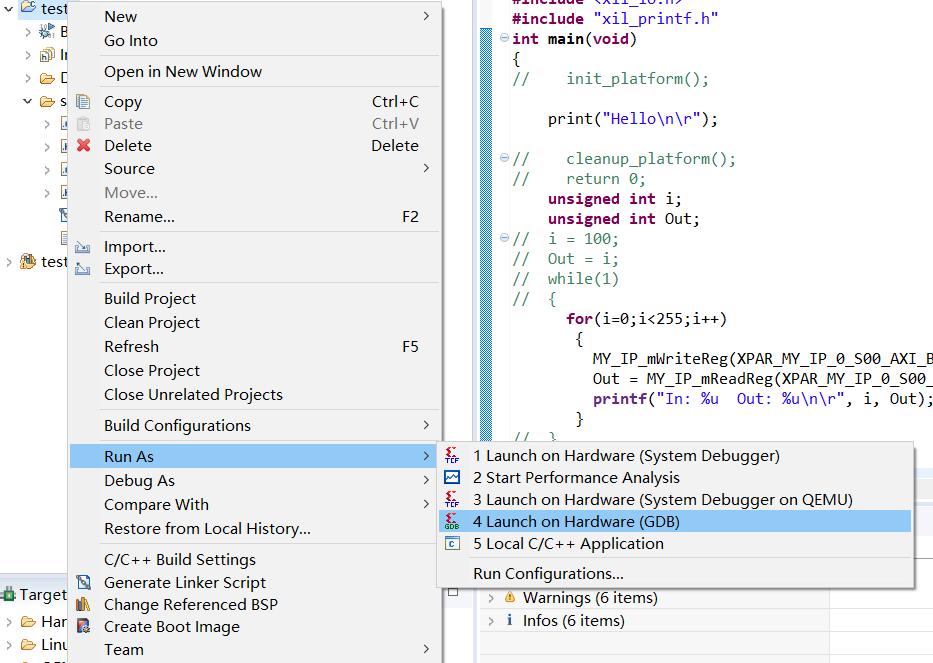 test
New
Go Into
Open in New Window
Copy Ctrl+C
Paste Ctrl+V
Delete Delete
Source
Move...
Rename... F2
Import...
Export...
Build Project
Clean Project
Refresh F5
Close Project
Close Unrelated Projects
Build Configurations
Run As
Debug As
Compare With
Restore from Local History...
C/C++ Build Settings
Generate Linker Script
Change Referenced BSP
Create Boot Image
Team
test
Target
Har
Linu
#include <xil_io.h>
#include "xil_printf.h"
int main(void)
{
// init_platform();
print("Hello\n\r");
// cleanup_platform();
// return 0;
unsigned int i;
unsigned int Out;
// i = 100;
// Out = i;
// while(1)
// {
for(i=0;i<255;i++)
{
MY_IP_mWriteReg(XPAR_MY_IP_0_S00_AXI_B
Out = MY_IP_mReadReg(XPAR_MY_IP_0_S00_
printf("In: %u Out: %u\n\r", i, Out);
}
// }
1 Launch on Hardware (System Debugger)
2 Start Performance Analysis
3 Launch on Hardware (System Debugger on QEMU)
4 Launch on Hardware (GDB)
5 Local C/C++ Application
Run Configurations...
Warnings (6 items)
Infos (6 items)